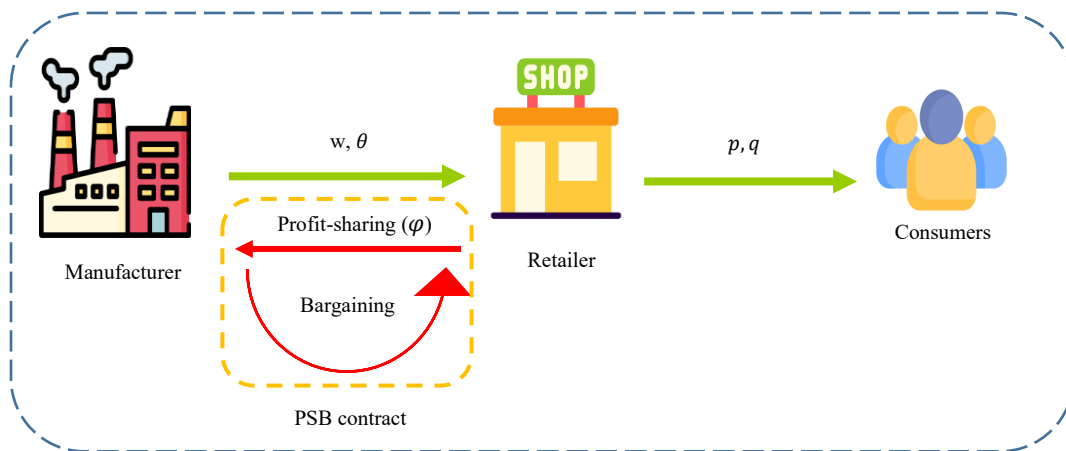 SHOP
w, θ
p, q
Profit-sharing (φ)
Consumers
Retailer
Manufacturer
Bargaining
PSB contract